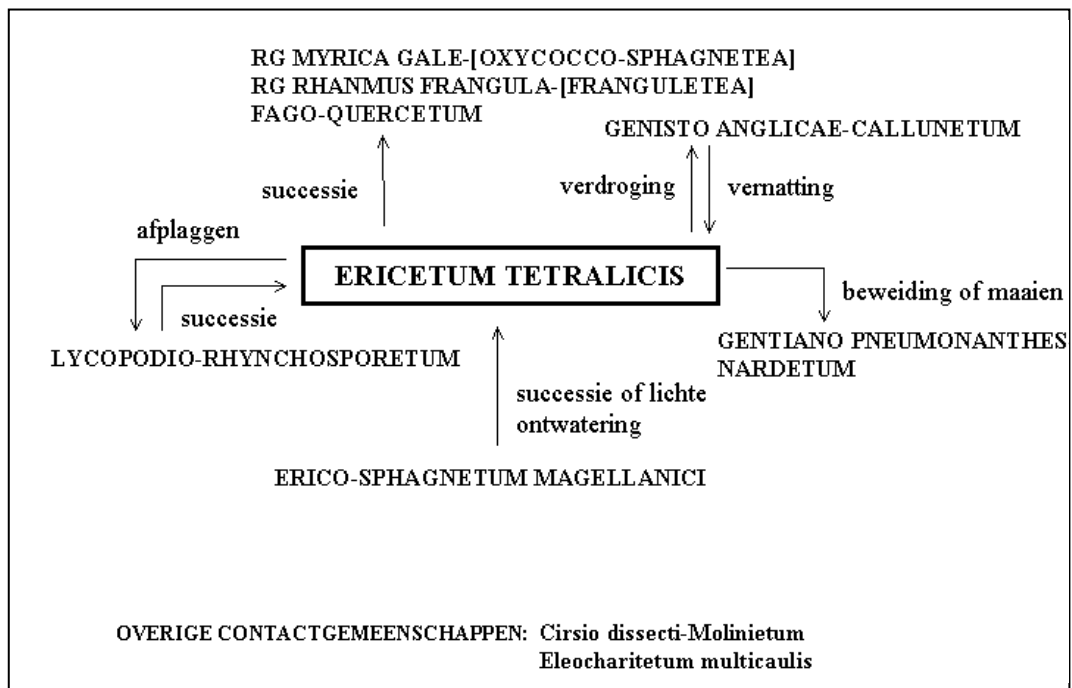 RG MYRICA GALE-[OXYCOCCO-SPHAGNETEA]
RG RHANMUS FRANGULA-[FRANGULETEA]
FAGO-QUERCETUM
GENISTO ANGLICAE-CALLUNETUM
successie
verdroging
vernatting
afplaggen
ERICETUM TETRALICIS
beweiding of maaien
successie
GENTIANO PNEUMONANTHES
NARDETUM
LYCOPODIO-RHYNCHOSPORETUM
successie of lichte
ontwatering
ERICO-SPHAGNETUM MAGELLANICI
OVERIGE CONTACTGEMEENSCHAPPEN: Cirsio dissecti-Molinietum
Eleocharitetum multicaulis